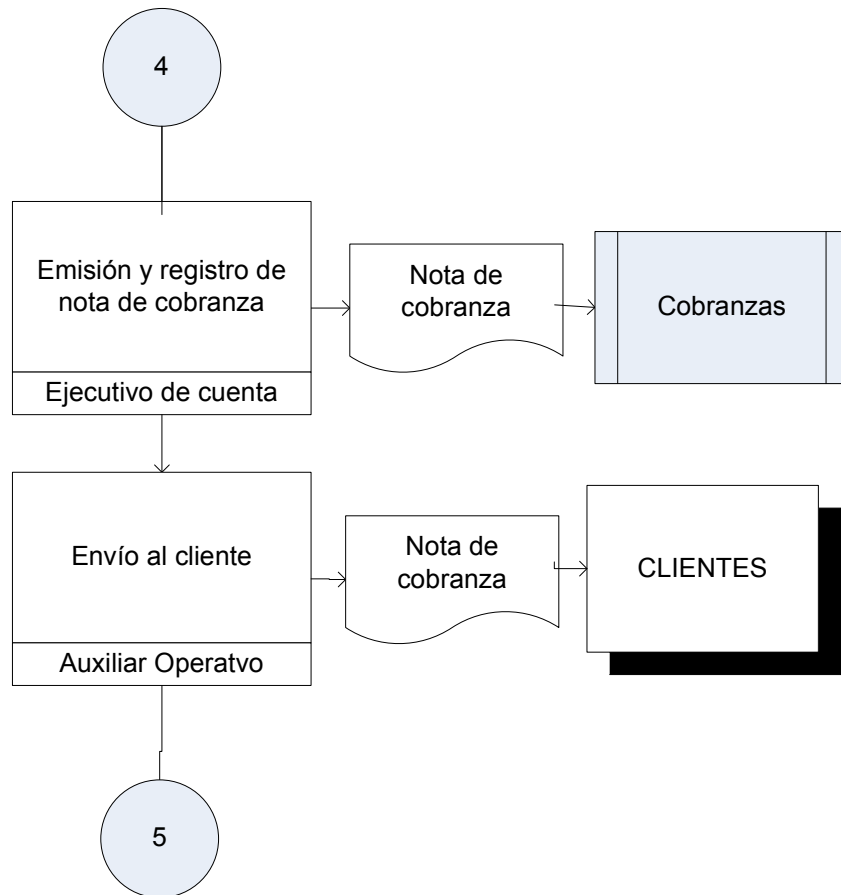 4
Emisión y registro de
nota de cobranza
Ejecutivo de cuenta
Nota de
cobranza
Cobranzas
Envío al cliente
Auxiliar Operatvo
Nota de
cobranza
CLIENTES
5